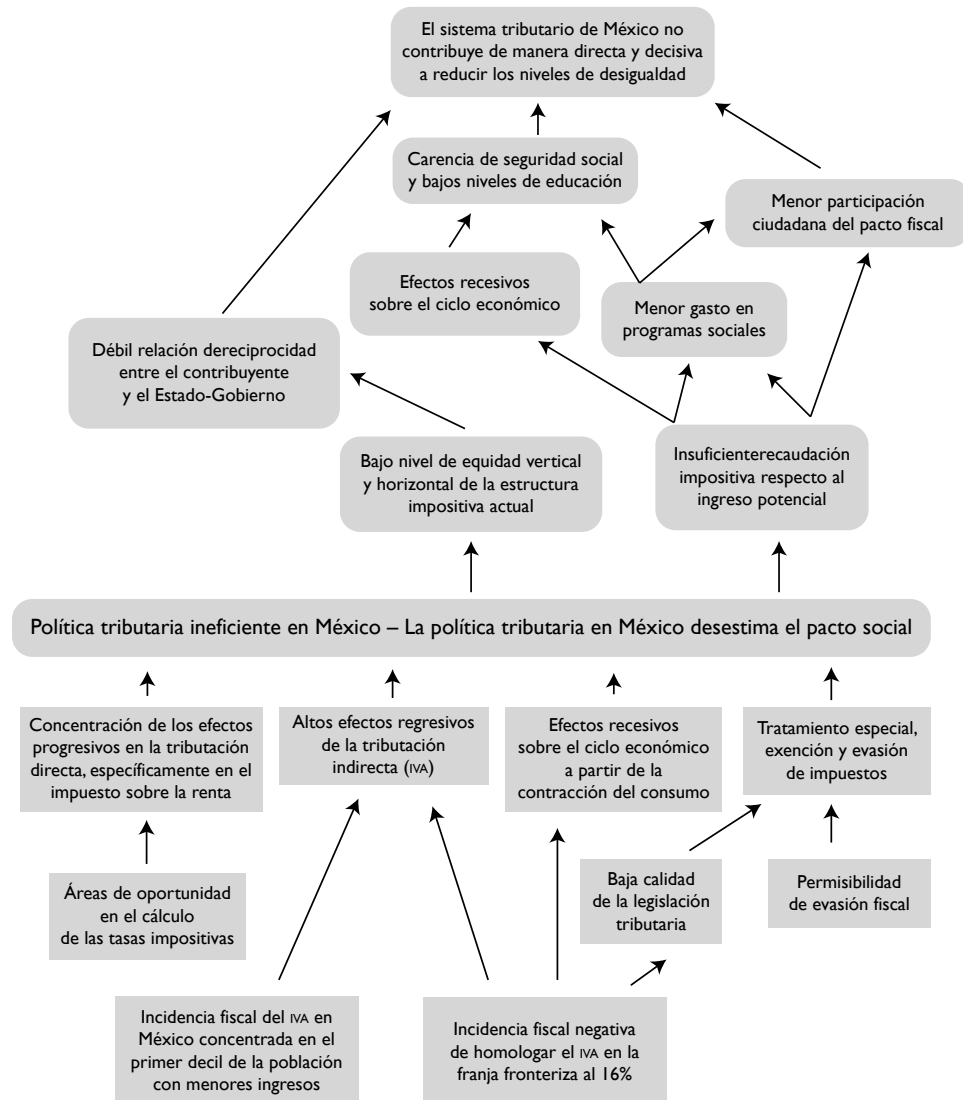 El sistema tributario de México no
contribuye de manera directa y decisiva
a reducir los niveles de desigualdad
Carencia de seguridad social
y bajos niveles de educación
Menor participación
ciudadana del pacto fiscal
Efectos recesivos
sobre el ciclo económico
Menor gasto en
programas sociales
Débil relación dereciprocidad
entre el contribuyente
y el Estado-Gobierno
Bajo nivel de equidad vertical
y horizontal de la estructura
impositiva actual
Insuficienterecaudación
impositiva respecto al
ingreso potencial
Política tributaria ineficiente en México – La política tributaria en México desestima el pacto social
Concentración de los efectos
progresivos en la tributación
directa, específicamente en el
impuesto sobre la renta
Altos efectos regresivos
de la tributación
indirecta (IVA)
Efectos recesivos
sobre el ciclo económico
a partir de la
contracción del consumo
Tratamiento especial,
exención y evasión
de impuestos
Áreas de oportunidad
en el cálculo
de las tasas impositivas
Baja calidad
de la legislación
tributaria
Permisibilidad
de evasión fiscal
Incidencia fiscal del IVA en
México concentrada en el
primer decil de la población
con menores ingresos
Incidencia fiscal negativa
de homologar el IVA en la
franja fronteriza al 16%